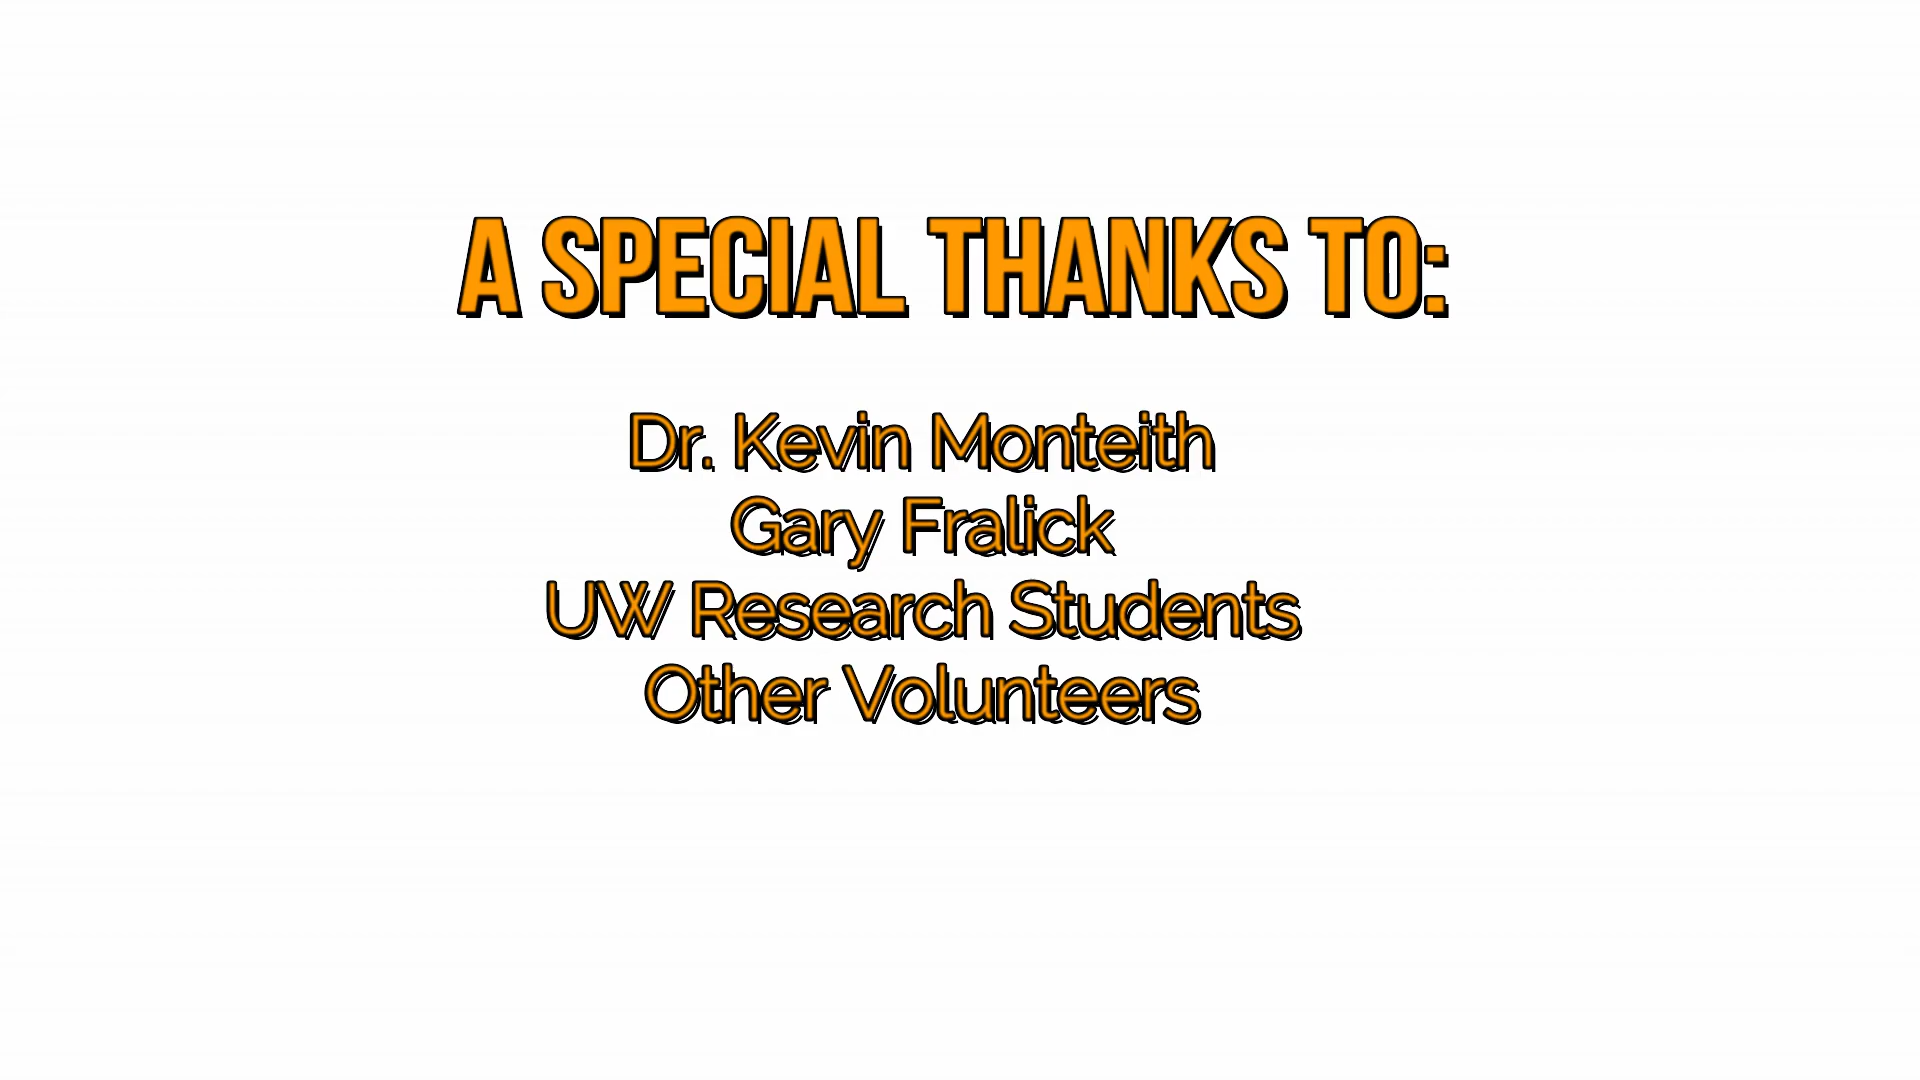 A SPECIAL THANKS TO:
Dr. Kevin Monteith
Gary Fralick
UW Research Students
Other Volunteers